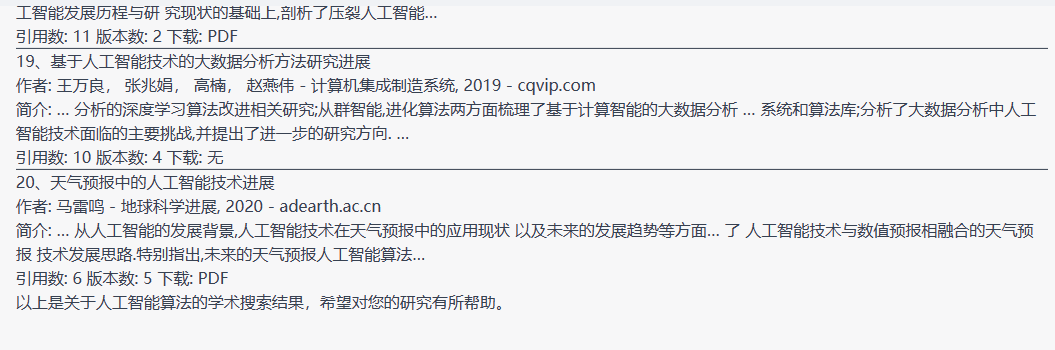 工智能发展历程与研 究现状的基础上,剖析了压裂人工智能…
引用数: 11 版本数: 2 下载: PDF
19、基于人工智能技术的大数据分析方法研究进展
作者: 王万良， 张兆娟， 高楠， 赵燕伟 - 计算机集成制造系统, 2019 - cqvip.com
简介: … 分析的深度学习算法改进相关研究;从群智能,进化算法两方面梳理了基于计算智能的大数据分析 … 系统和算法库;分析了大数据分析中人工
智能技术面临的主要挑战,并提出了进一步的研究方向. …
引用数: 10 版本数: 4 下载: 无
20、天气预报中的人工智能技术进展
作者: 马雷鸣 - 地球科学进展, 2020 - adearth.ac.cn
简介: … 从人工智能的发展背景,人工智能技术在天气预报中的应用现状 以及未来的发展趋势等方面… 了 人工智能技术与数值预报相融合的天气预
报 技术发展思路.特别指出,未来的天气预报人工智能算法…
引用数: 6 版本数: 5 下载: PDF
以上是关于人工智能算法的学术搜索结果，希望对您的研究有所帮助。